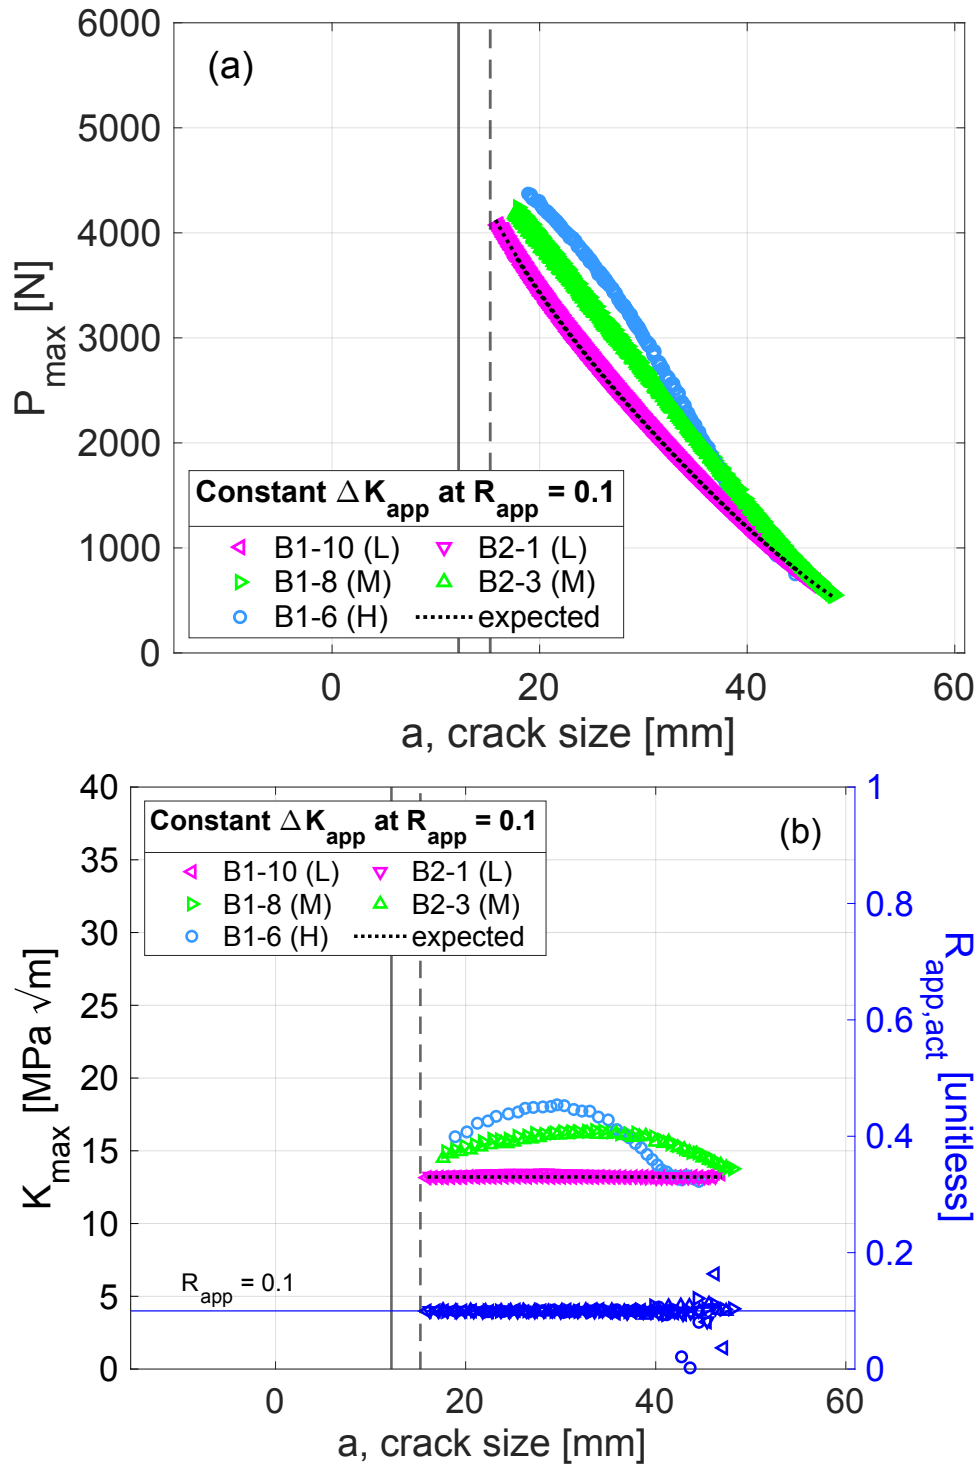 (a)
6000
5000
4000
3000
2000
1000
0
P_max [N]
Constant ΔK_app at R_app = 0.1
B1-10 (L) B2-1 (L)
B1-8 (M) B2-3 (M)
B1-6 (H) expected
0 20 40 60
a, crack size [mm]
(b)
40
35
30
25
20
15
10
5
0
K_max [MPa √m]
Constant ΔK_app at R_app = 0.1
B1-10 (L) B2-1 (L)
B1-8 (M) B2-3 (M)
B1-6 (H) expected
R_app = 0.1
1
0.8
0.6
0.4
0.2
0
R_app,act [unitless]
0 20 40 60
a, crack size [mm]